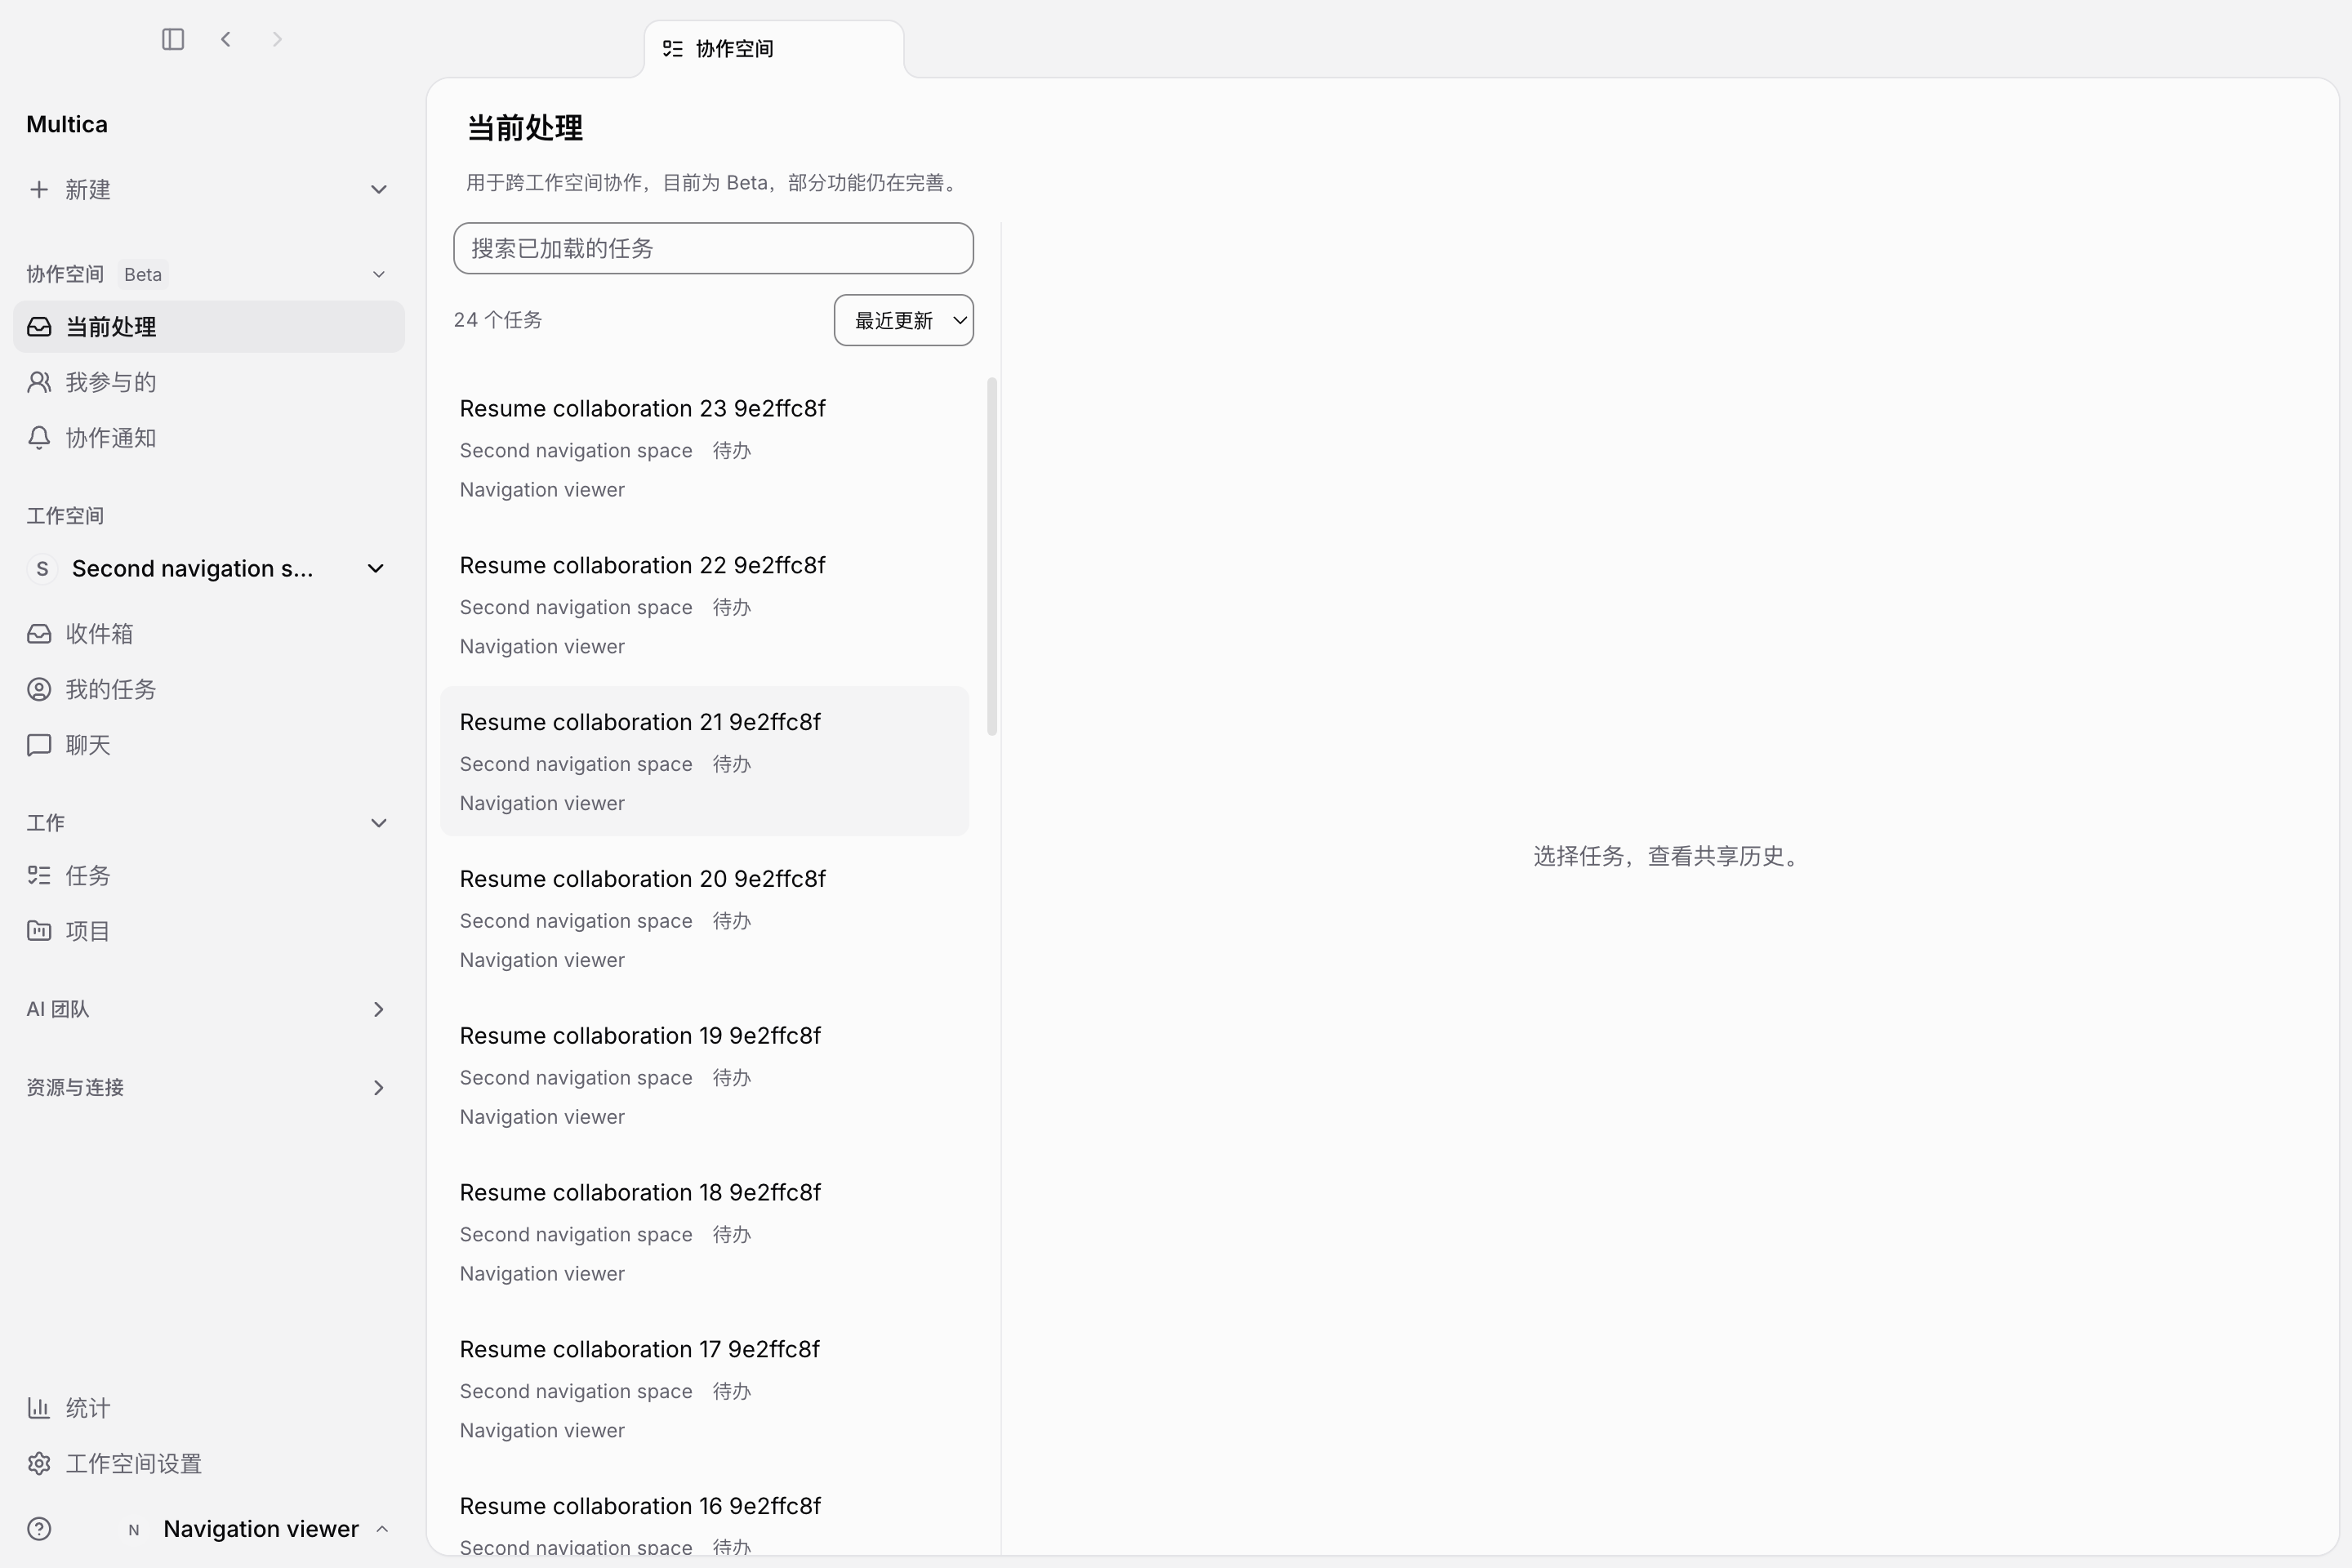 协作空间
Multica
新建
协作空间 Beta
当前处理
我参与的
协作通知
工作空间
S Second navigation s...
收件箱
我的任务
聊天
工作
任务
项目
AI 团队
资源与连接
统计
工作空间设置
N Navigation viewer
当前处理
用于跨工作空间协作，目前为 Beta，部分功能仍在完善。
搜索已加载的任务
24 个任务 最近更新
Resume collaboration 23 9e2ffc8f
Second navigation space 待办
Navigation viewer
Resume collaboration 22 9e2ffc8f
Second navigation space 待办
Navigation viewer
Resume collaboration 21 9e2ffc8f
Second navigation space 待办
Navigation viewer
Resume collaboration 20 9e2ffc8f
Second navigation space 待办
Navigation viewer
Resume collaboration 19 9e2ffc8f
Second navigation space 待办
Navigation viewer
Resume collaboration 18 9e2ffc8f
Second navigation space 待办
Navigation viewer
Resume collaboration 17 9e2ffc8f
Second navigation space 待办
Navigation viewer
Resume collaboration 16 9e2ffc8f
Second navigation space 待办
选择任务，查看共享历史。